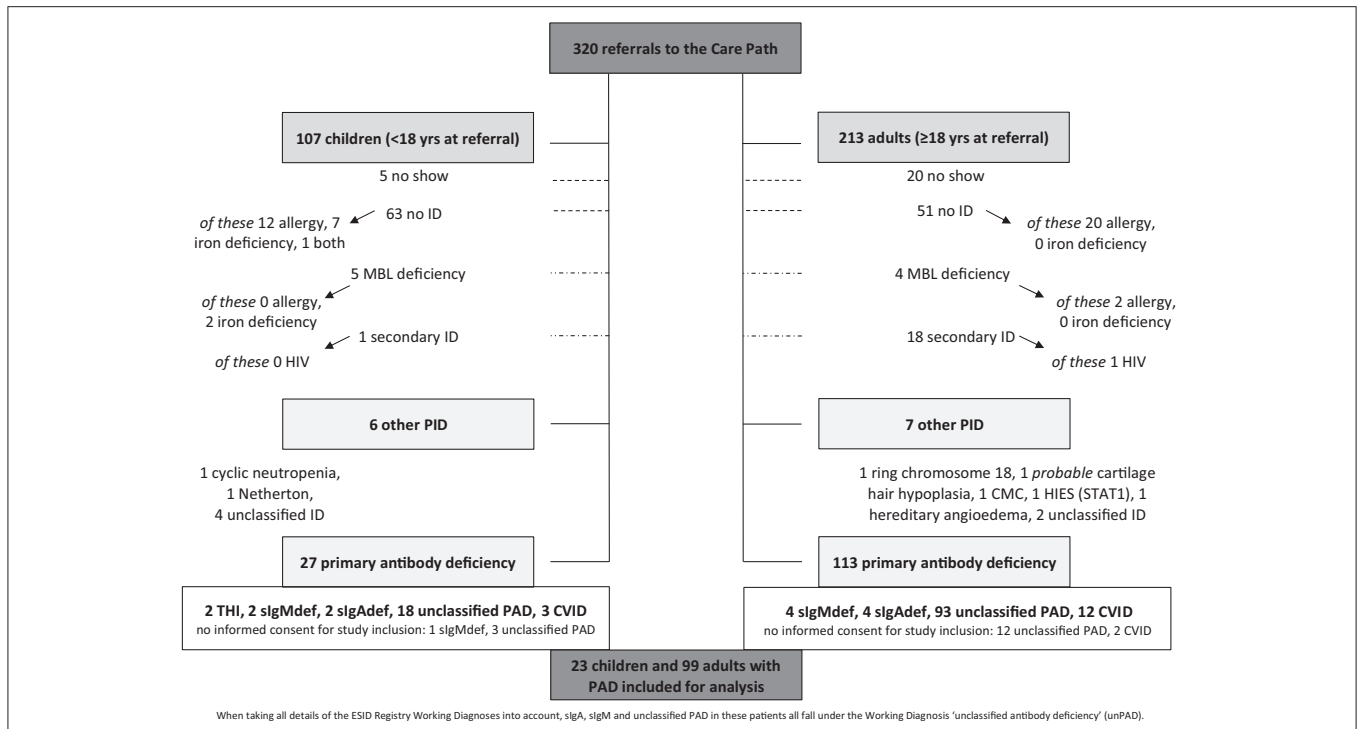 320 referrals to the Care Path
107 children (<18 yrs at referral)
5 no show
63 no ID
of these 12 allergy, 7
iron deficiency, 1 both
5 MBL deficiency
of these 0 allergy,
2 iron deficiency
1 secondary ID
of these 0 HIV
6 other PID
1 cyclic neutropenia,
1 Netherton,
4 unclassified ID
27 primary antibody deficiency
2 THI, 2 sIgMdef, 2 sIgAdef, 18 unclassified PAD, 3 CVID
no informed consent for study inclusion: 1 sIgMdef, 3 unclassified PAD
213 adults (≥18 yrs at referral)
20 no show
51 no ID
of these 20 allergy,
0 iron deficiency
4 MBL deficiency
of these 2 allergy,
0 iron deficiency
18 secondary ID
of these 1 HIV
7 other PID
1 ring chromosome 18, 1 probable cartilage
hair hypoplasia, 1 CMC, 1 HIES (STAT1), 1
hereditary angioedema, 2 unclassified ID
113 primary antibody deficiency
4 sIgMdef, 4 sIgAdef, 93 unclassified PAD, 12 CVID
no informed consent for study inclusion: 12 unclassified PAD, 2 CVID
23 children and 99 adults with
PAD included for analysis
When taking all details of the ESID Registry Working Diagnoses into account, sIgA, sIgM and unclassified PAD in these patients all fall under the Working Diagnosis 'unclassified antibody deficiency' (unPAD).